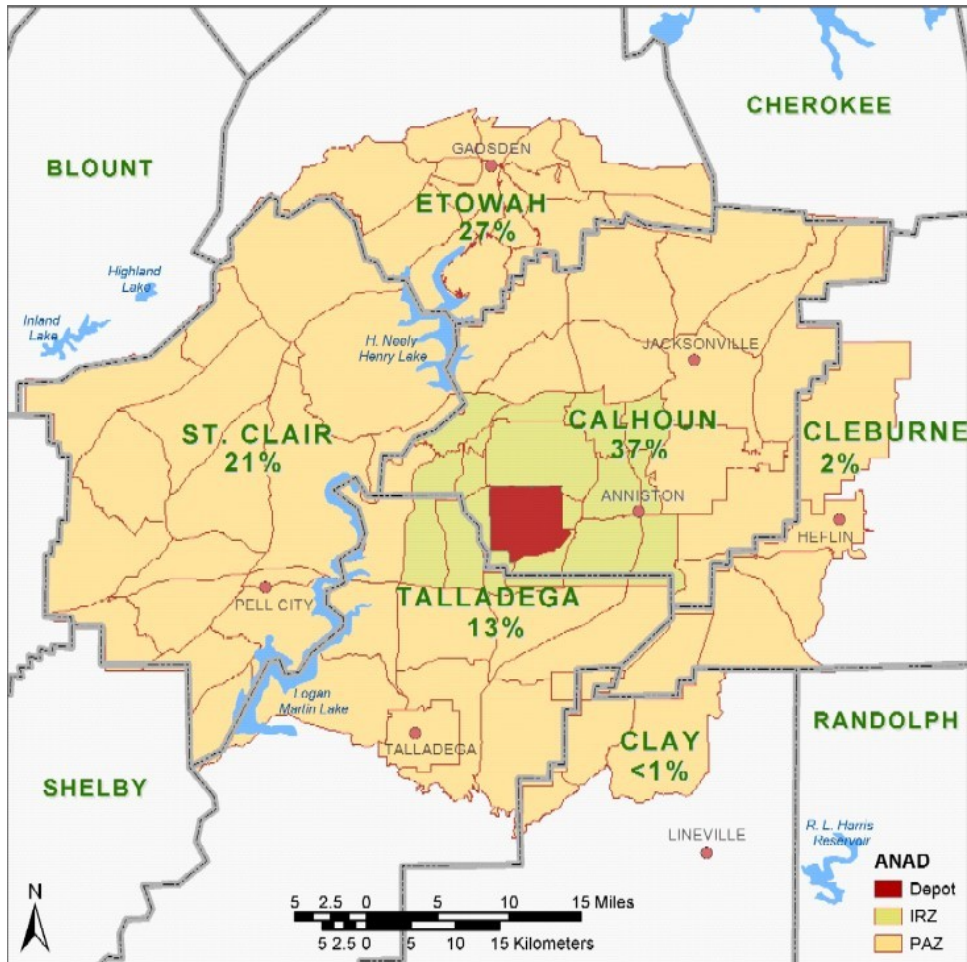 CHEROKEE
BLOUNT
GADSDEN
ETOWAH
27%
Highland
Lake
Inland
Lake
H. Neely
Henry Lake
JACKSONVILLE
ST. CLAIR
21%
CALHOUN
37%
CLEBURNE
2%
ANNISTON
HEFLIN
PELL CITY
TALLADEGA
13%
Logan
Martin Lake
TALLADEGA
CLAY
<1%
RANDOLPH
SHELBY
LINEVILLE
R. L. Harris
Reservoir
ANAD
Depot
IRZ
PAZ
N
5 2.5 0 5 10 15 Miles
5 2.5 0 5 10 15 Kilometers